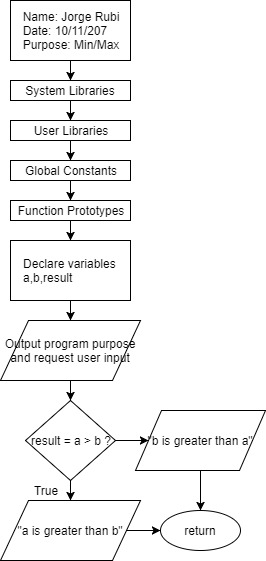 Name: Jorge Rubi
Date: 10/11/207
Purpose: Min/Max
System Libraries
User Libraries
Global Constants
Function Prototypes
Declare variables
a,b,result
Output program purpose
and request user input
result = a > b ?
"b is greater than a"
True
"a is greater than b"
return